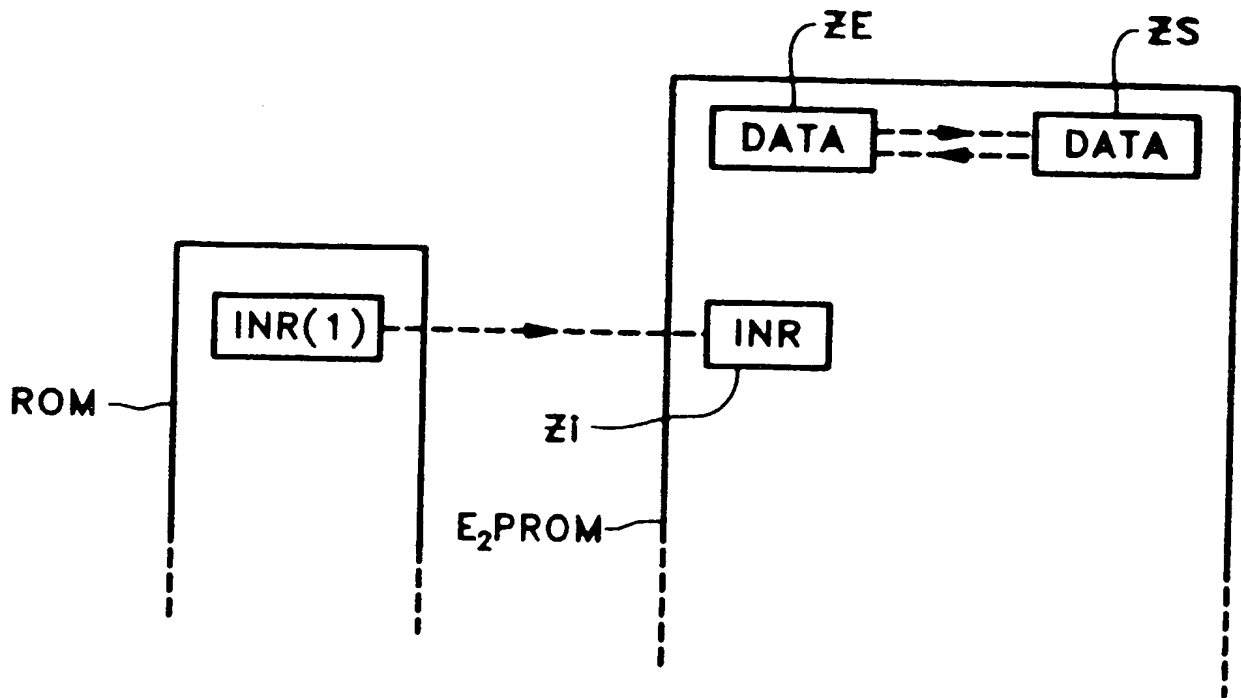 ZE
ZS
DATA
DATA
INR(1)
INR
ROM
Zi
E₂PROM